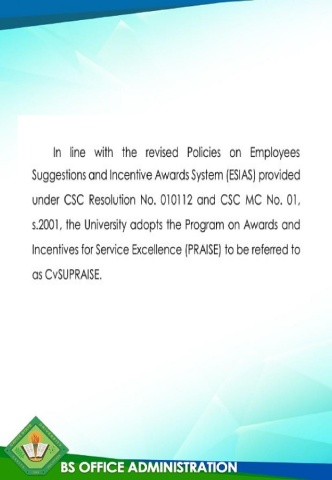 In line with the revised Policies on Employees
Suggestions and Incentive Awards System (ESIAS) provided
under CSC Resolution No. 010112 and CSC MC No. 01,
s.2001, the University adopts the Program on Awards and
Incentives for Service Excellence (PRAISE) to be referred to
as CvSUPRAISE.
BS OFFICE ADMINISTRATION